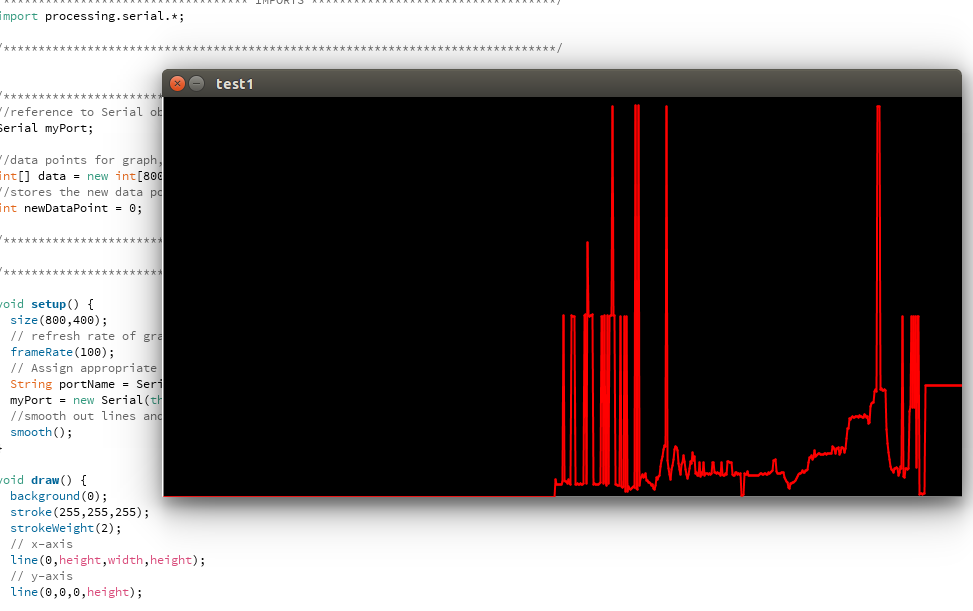 ********************************** IMPORTS ***********************************/
import processing.serial.*;
/*******************************************************************************/
test1
/***********************
//reference to Serial ob
Serial myPort;
//data points for graph,
int[] data = new int[800
//stores the new data po
int newDataPoint = 0;
/***********************
/***********************
void setup() {
size(800,400);
// refresh rate of gra
frameRate(100);
// Assign appropriate
String portName = Seri
myPort = new Serial(th
//smooth out lines and
smooth();
void draw() {
background(0);
stroke(255,255,255);
strokeWeight(2);
// x-axis
line(0,height,width,height);
// y-axis
line(0,0,0,height);